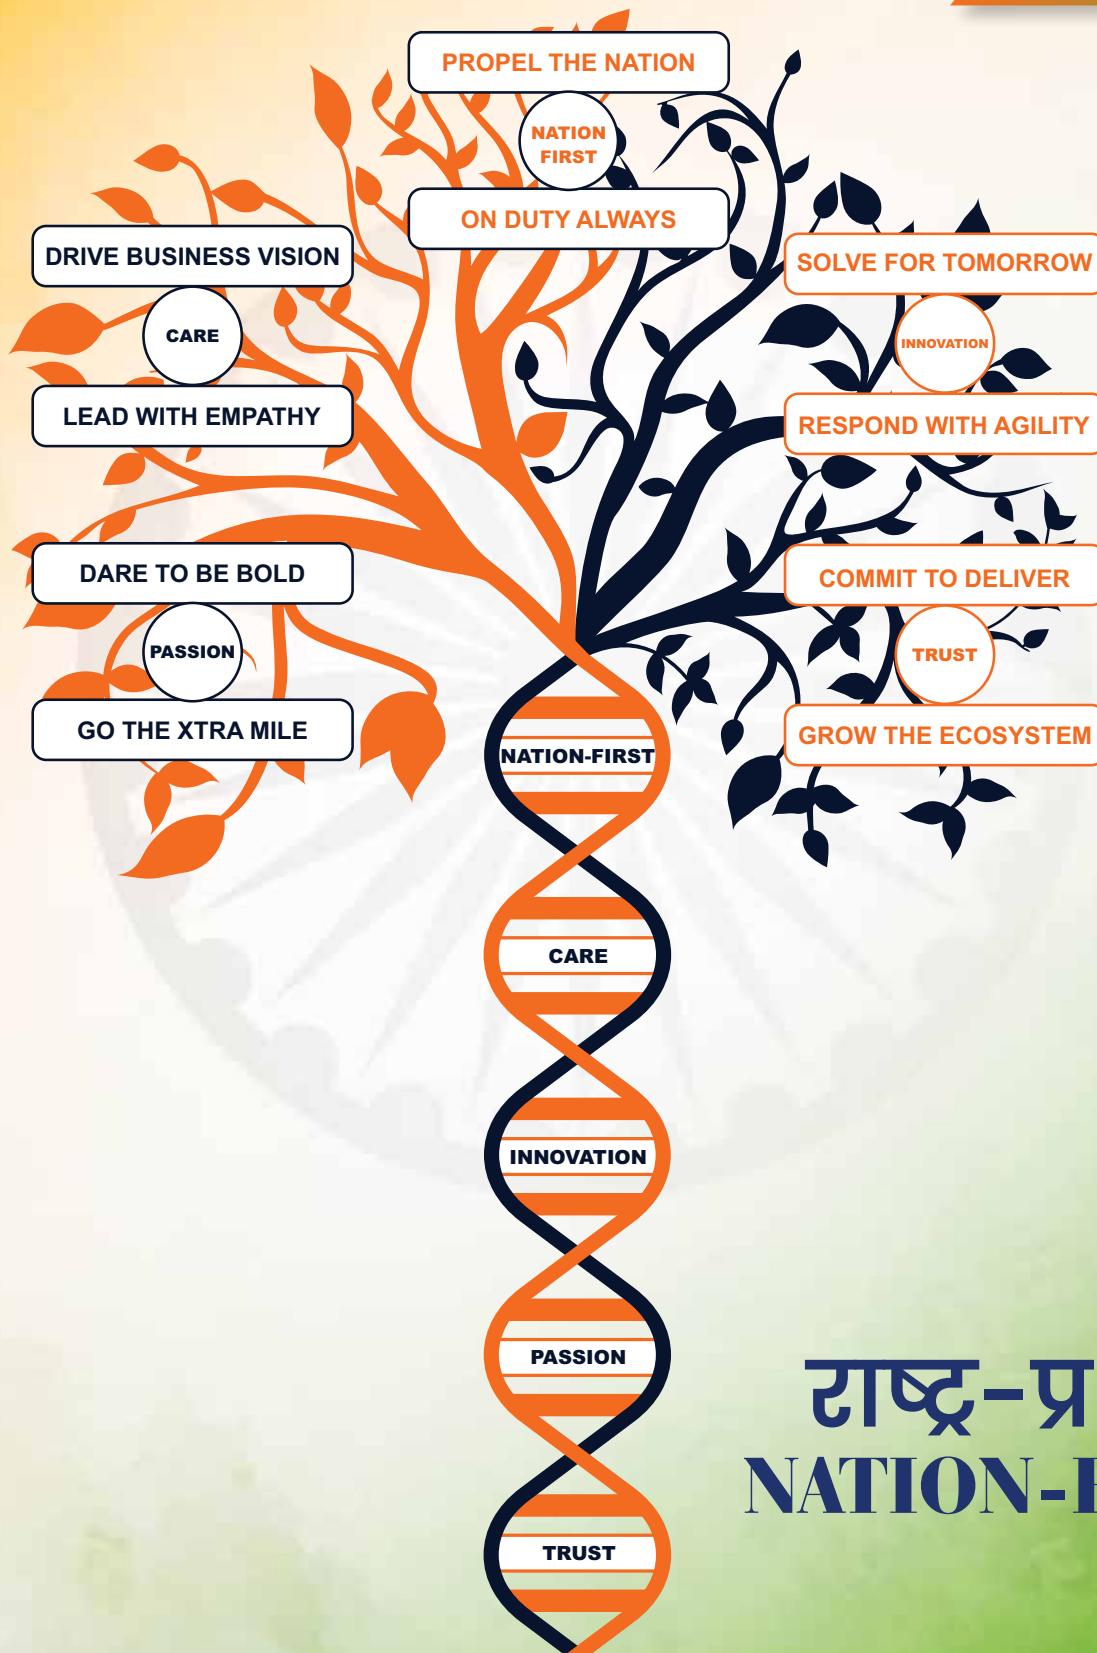 PROPEL THE NATION
NATION
FIRST
ON DUTY ALWAYS
DRIVE BUSINESS VISION
CARE
LEAD WITH EMPATHY
SOLVE FOR TOMORROW
INNOVATION
RESPOND WITH AGILITY
DARE TO BE BOLD
PASSION
GO THE XTRA MILE
COMMIT TO DELIVER
TRUST
GROW THE ECOSYSTEM
NATION-FIRST
CARE
INNOVATION
PASSION
TRUST
राष्ट्र-प्र
NATION-